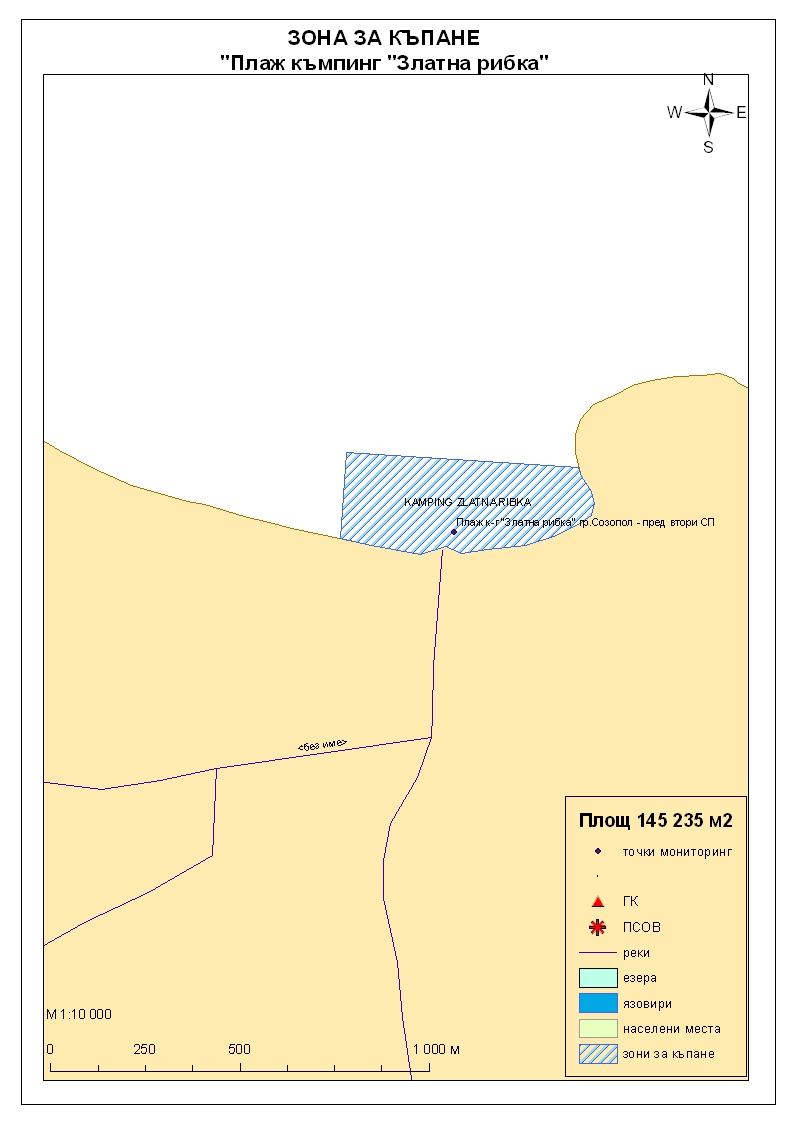 ЗОНА ЗА КЪПАНЕ
"Плаж къмпинг "Златна рибка"
N
W E
S
KAMPING ZLATNA RIBKA
Плаж к-г "Златна рибка" гр.Созопол - пред втори СП
<без име>
Площ 145 235 м2
точки мониторинг
ГК
ПСОВ
реки
езера
язовири
населени места
зони за къпане
М 1:10 000
0 250 500 1 000 м